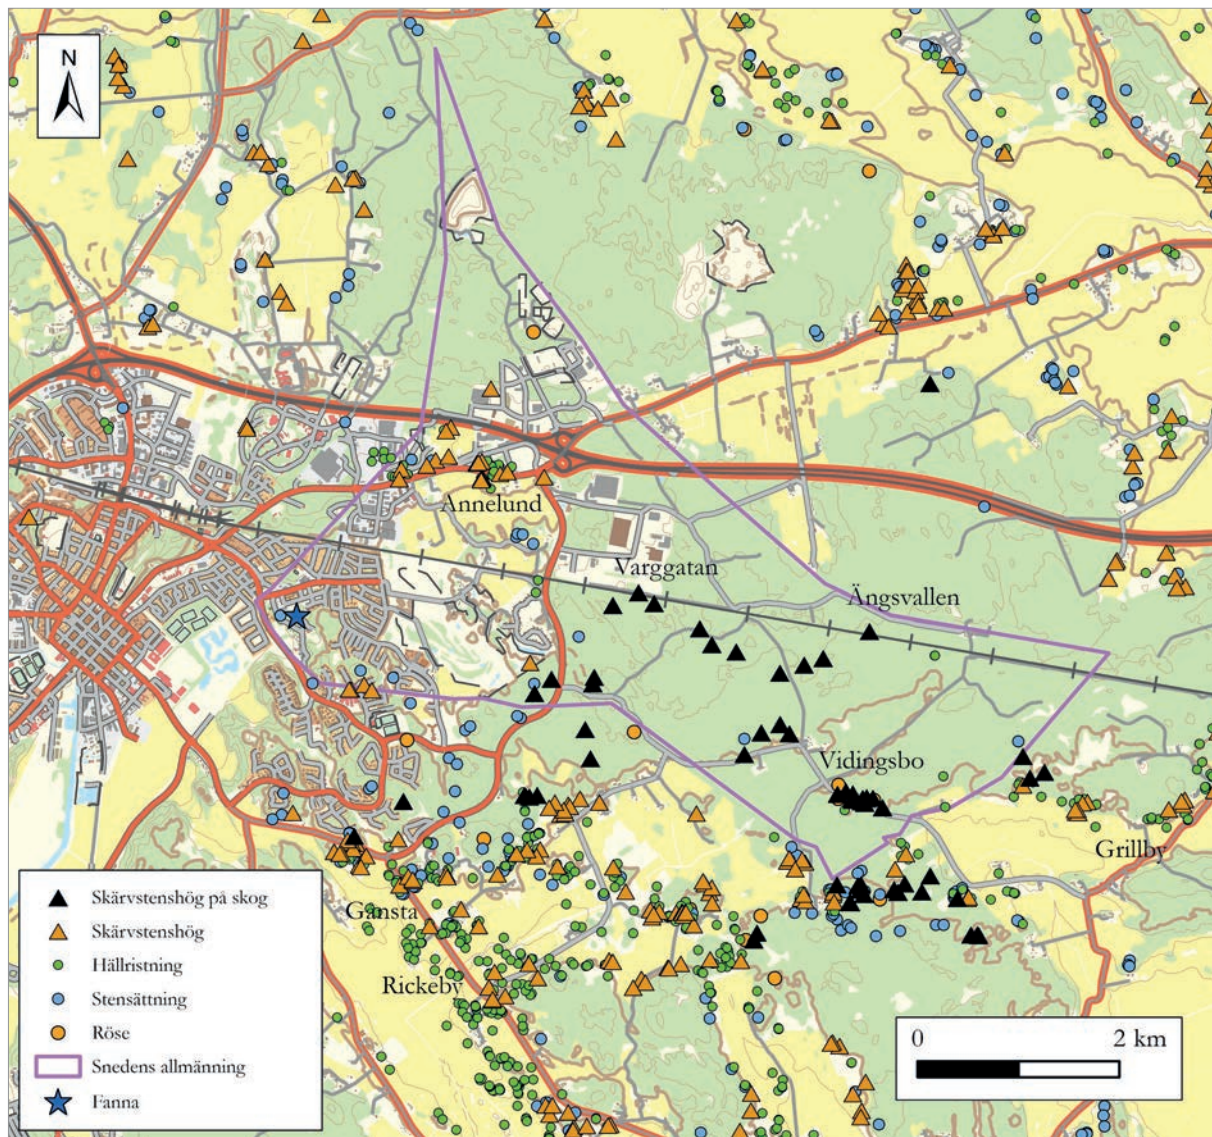 N
Annelund
Varggatan
Ängsvallen
Vidingsbo
Grillby
Gånsta
Rickeby
Skärvstenshög på skog
Skärvstenshög
Hällristning
Stensättning
Röse
Snedens allmänning
Fanna
0 2 km